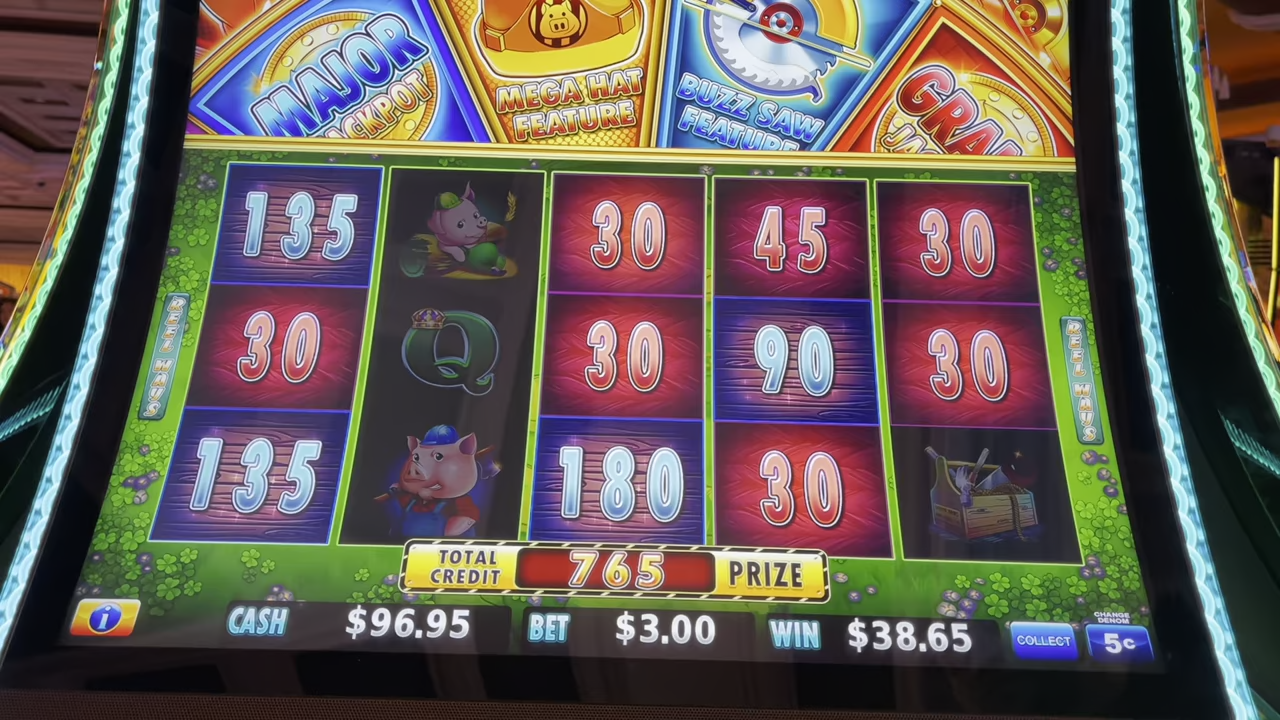 MAJOR
JACKPOT
MEGA HAT
FEATURE
BUZZ SAW
FEATURE
135
30
45
30
30
Q
30
90
30
135
180
30
REEL WAYS
REEL WAYS
TOTAL
CREDIT
765
PRIZE
CASH
$96.95
BET
$3.00
WIN
$38.65
COLLECT
CHANGE
DENOM
5¢
i